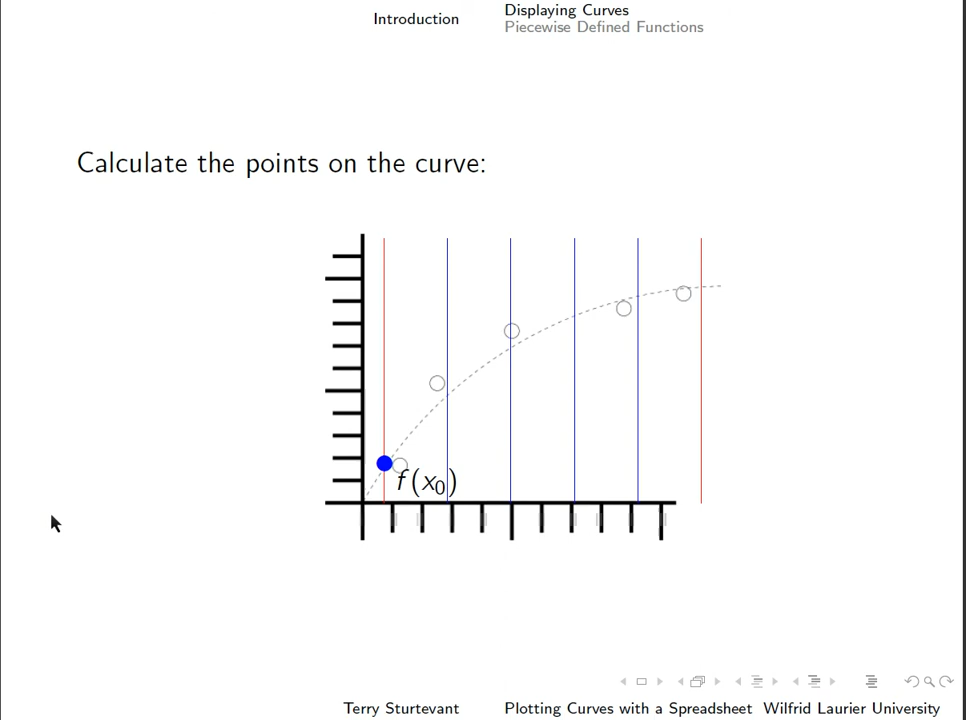 Introduction
Displaying Curves
Piecewise Defined Functions
Calculate the points on the curve:
f(x₀)
Terry Sturtevant
Plotting Curves with a Spreadsheet Wilfrid Laurier University